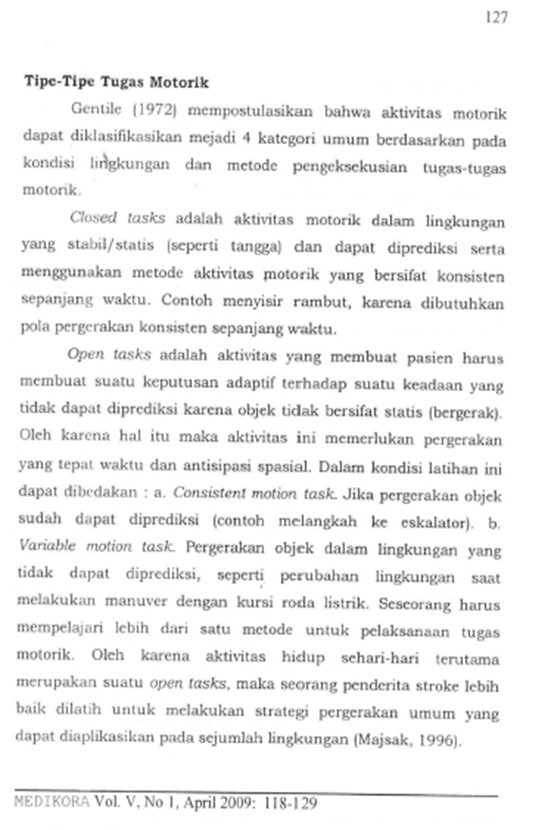 127
Tipe-Tipe Tugas Motorik
Gentile (1972) mempostulasikan bahwa aktivitas motorik
dapat diklasifikasikan mejadi 4 kategori umum berdasarkan pada
kondisi lingkungan dan metode pengeksekusian tugas-tugas
motorik.
Closed tasks adalah aktivitas motorik dalam lingkungan
yang stabil/statis (seperti tangga) dan dapat diprediksi serta
menggunakan metode aktivitas motorik yang bersifat konsisten
sepanjang waktu. Contoh menyisir rambut, karena dibutuhkan
pola pergerakan konsisten sepanjang waktu.
Open tasks adalah aktivitas yang membuat pasien harus
membuat suatu keputusan adaptif terhadap suatu keadaan yang
tidak dapat diprediksi karena objek tidak bersifat statis (bergerak).
Oleh karena hal itu maka aktivitas ini memerlukan pergerakan
yang tepat waktu dan antisipasi spasial. Dalam kondisi latihan ini
dapat dibedakan : a. Consistent motion task. Jika pergerakan objek
sudah dapat diprediksi (contoh melangkah ke eskalator). b.
Variable motion task. Pergerakan objek dalam lingkungan yang
tidak dapat diprediksi, seperti perubahan lingkungan saat
melakukan manuver dengan kursi roda listrik. Seseorang harus
mempelajari lebih dari satu metode untuk pelaksanaan tugas
motorik. Oleh karena aktivitas hidup sehari-hari terutama
merupakan suatu open tasks, maka seorang penderita stroke lebih
baik dilatih untuk melakukan strategi pergerakan umum yang
dapat diaplikasikan pada sejumlah lingkungan (Majsak, 1996).
MEDIKORA Vol. V, No 1, April 2009: 118-129